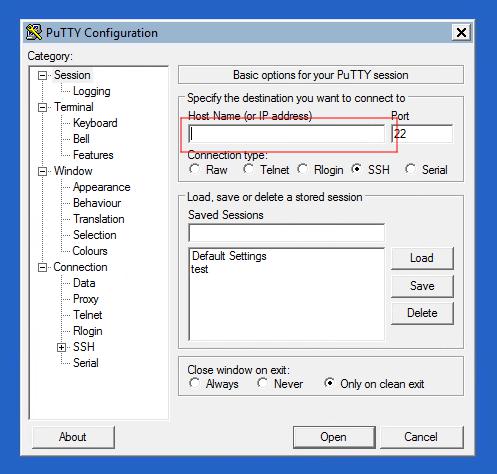 PuTTY Configuration
Category:
Session
Logging
Terminal
Keyboard
Bell
Features
Window
Appearance
Behaviour
Translation
Selection
Colours
Connection
Data
Proxy
Telnet
Rlogin
SSH
Serial
Basic options for your PuTTY session
Specify the destination you want to connect to
Host Name (or IP address) Port
22
Connection type:
Raw Telnet Rlogin SSH Serial
Load, save or delete a stored session
Saved Sessions
Default Settings
test
Load
Save
Delete
Close window on exit:
Always Never Only on clean exit
About Open Cancel